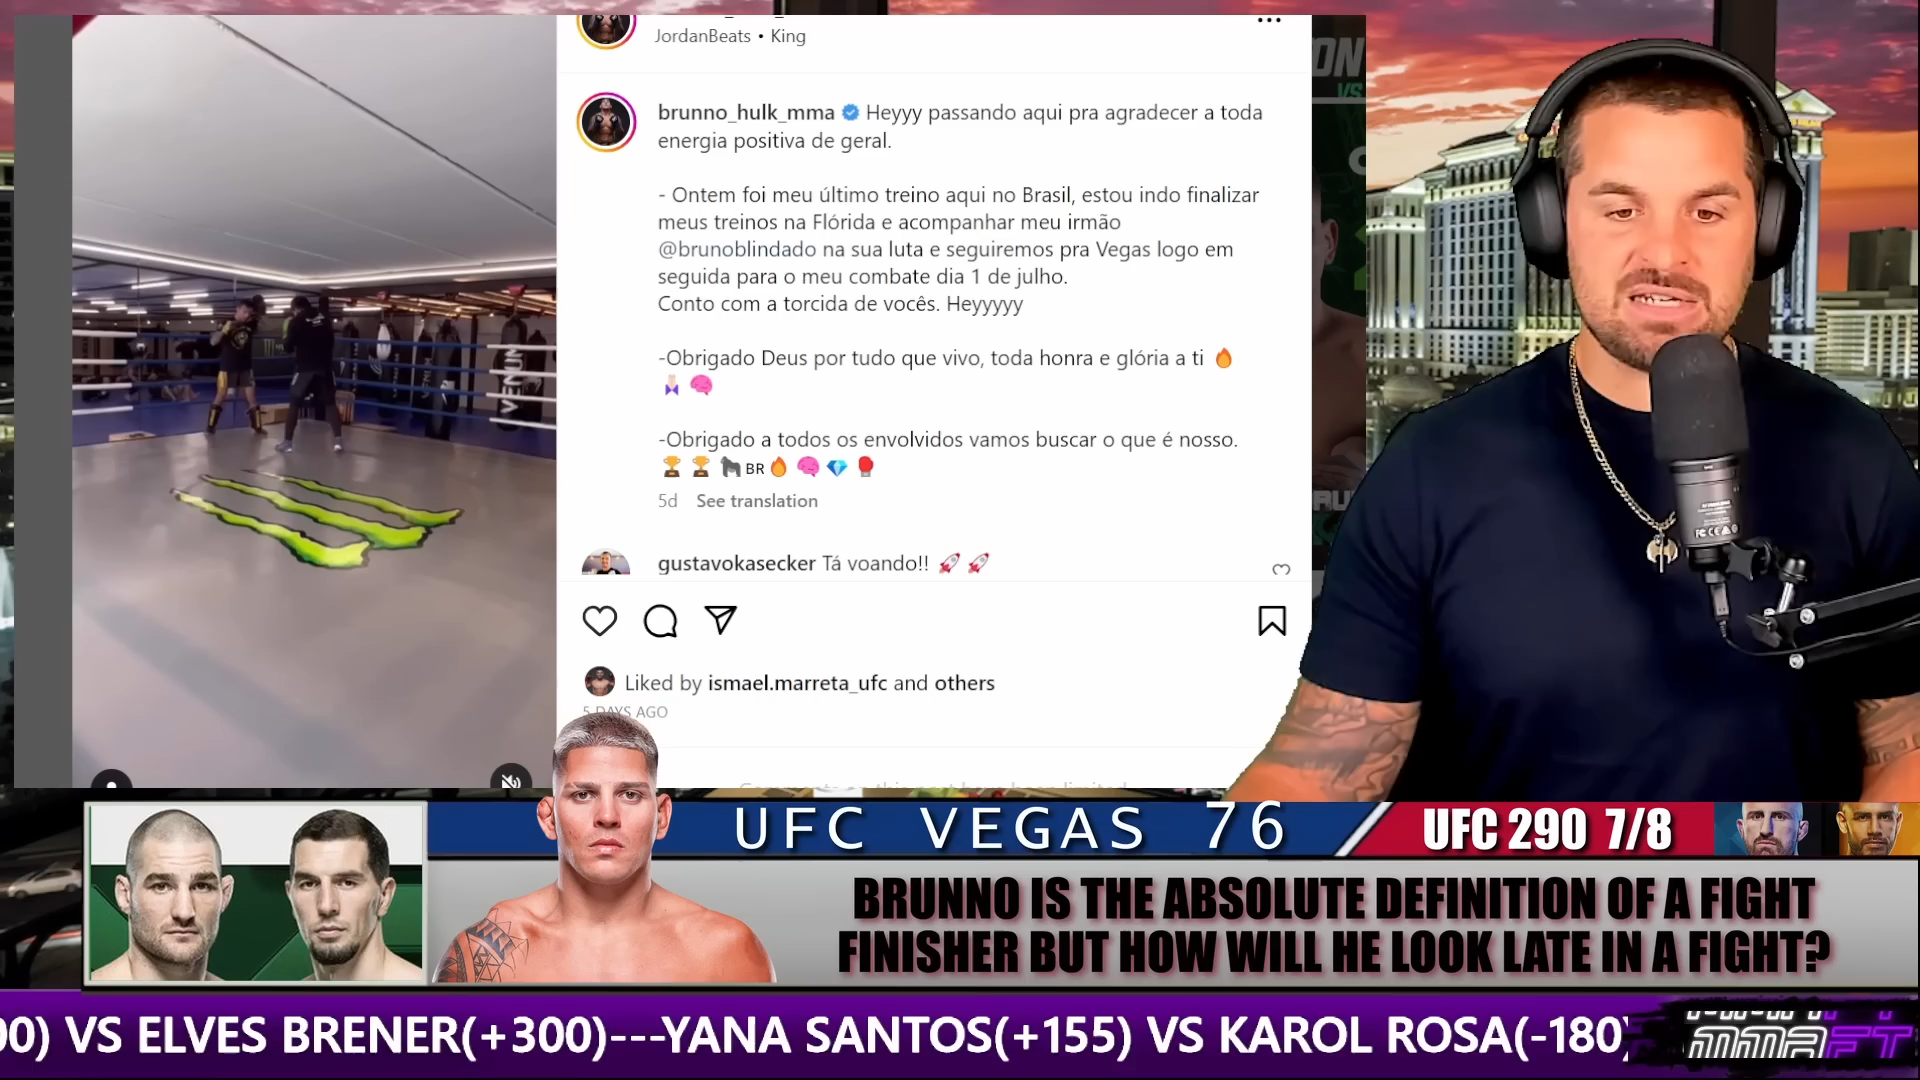 JordanBeats • King
brunno_hulk_mma Heyyy passando aqui pra agradecer a toda
energia positiva de geral.
- Ontem foi meu último treino aqui no Brasil, estou indo finalizar
meus treinos na Flórida e acompanhar meu irmão
@brunoblindado na sua luta e seguiremos pra Vegas logo em
seguida para o meu combate dia 1 de julho.
Conto com a torcida de vocês. Heyyyyy
-Obrigado Deus por tudo que vivo, toda honra e glória a ti 🔥
🙏🏻 🧠
-Obrigado a todos os envolvidos vamos buscar o que é nosso.
🏆 🏆 🦍 BR 🔥 🧠 💎 🥊
5d See translation
gustavokasecker Tá voando!! 🚀 🚀
Liked by ismael.marreta_ufc and others
5 DAYS AGO
VENUM
ON
VS
UFC VEGAS 76
UFC 290 7/8
BRUNNO IS THE ABSOLUTE DEFINITION OF A FIGHT
FINISHER BUT HOW WILL HE LOOK LATE IN A FIGHT?
00) VS ELVES BRENER(+300)---YANA SANTOS(+155) VS KAROL ROSA(-180)
MMAFT